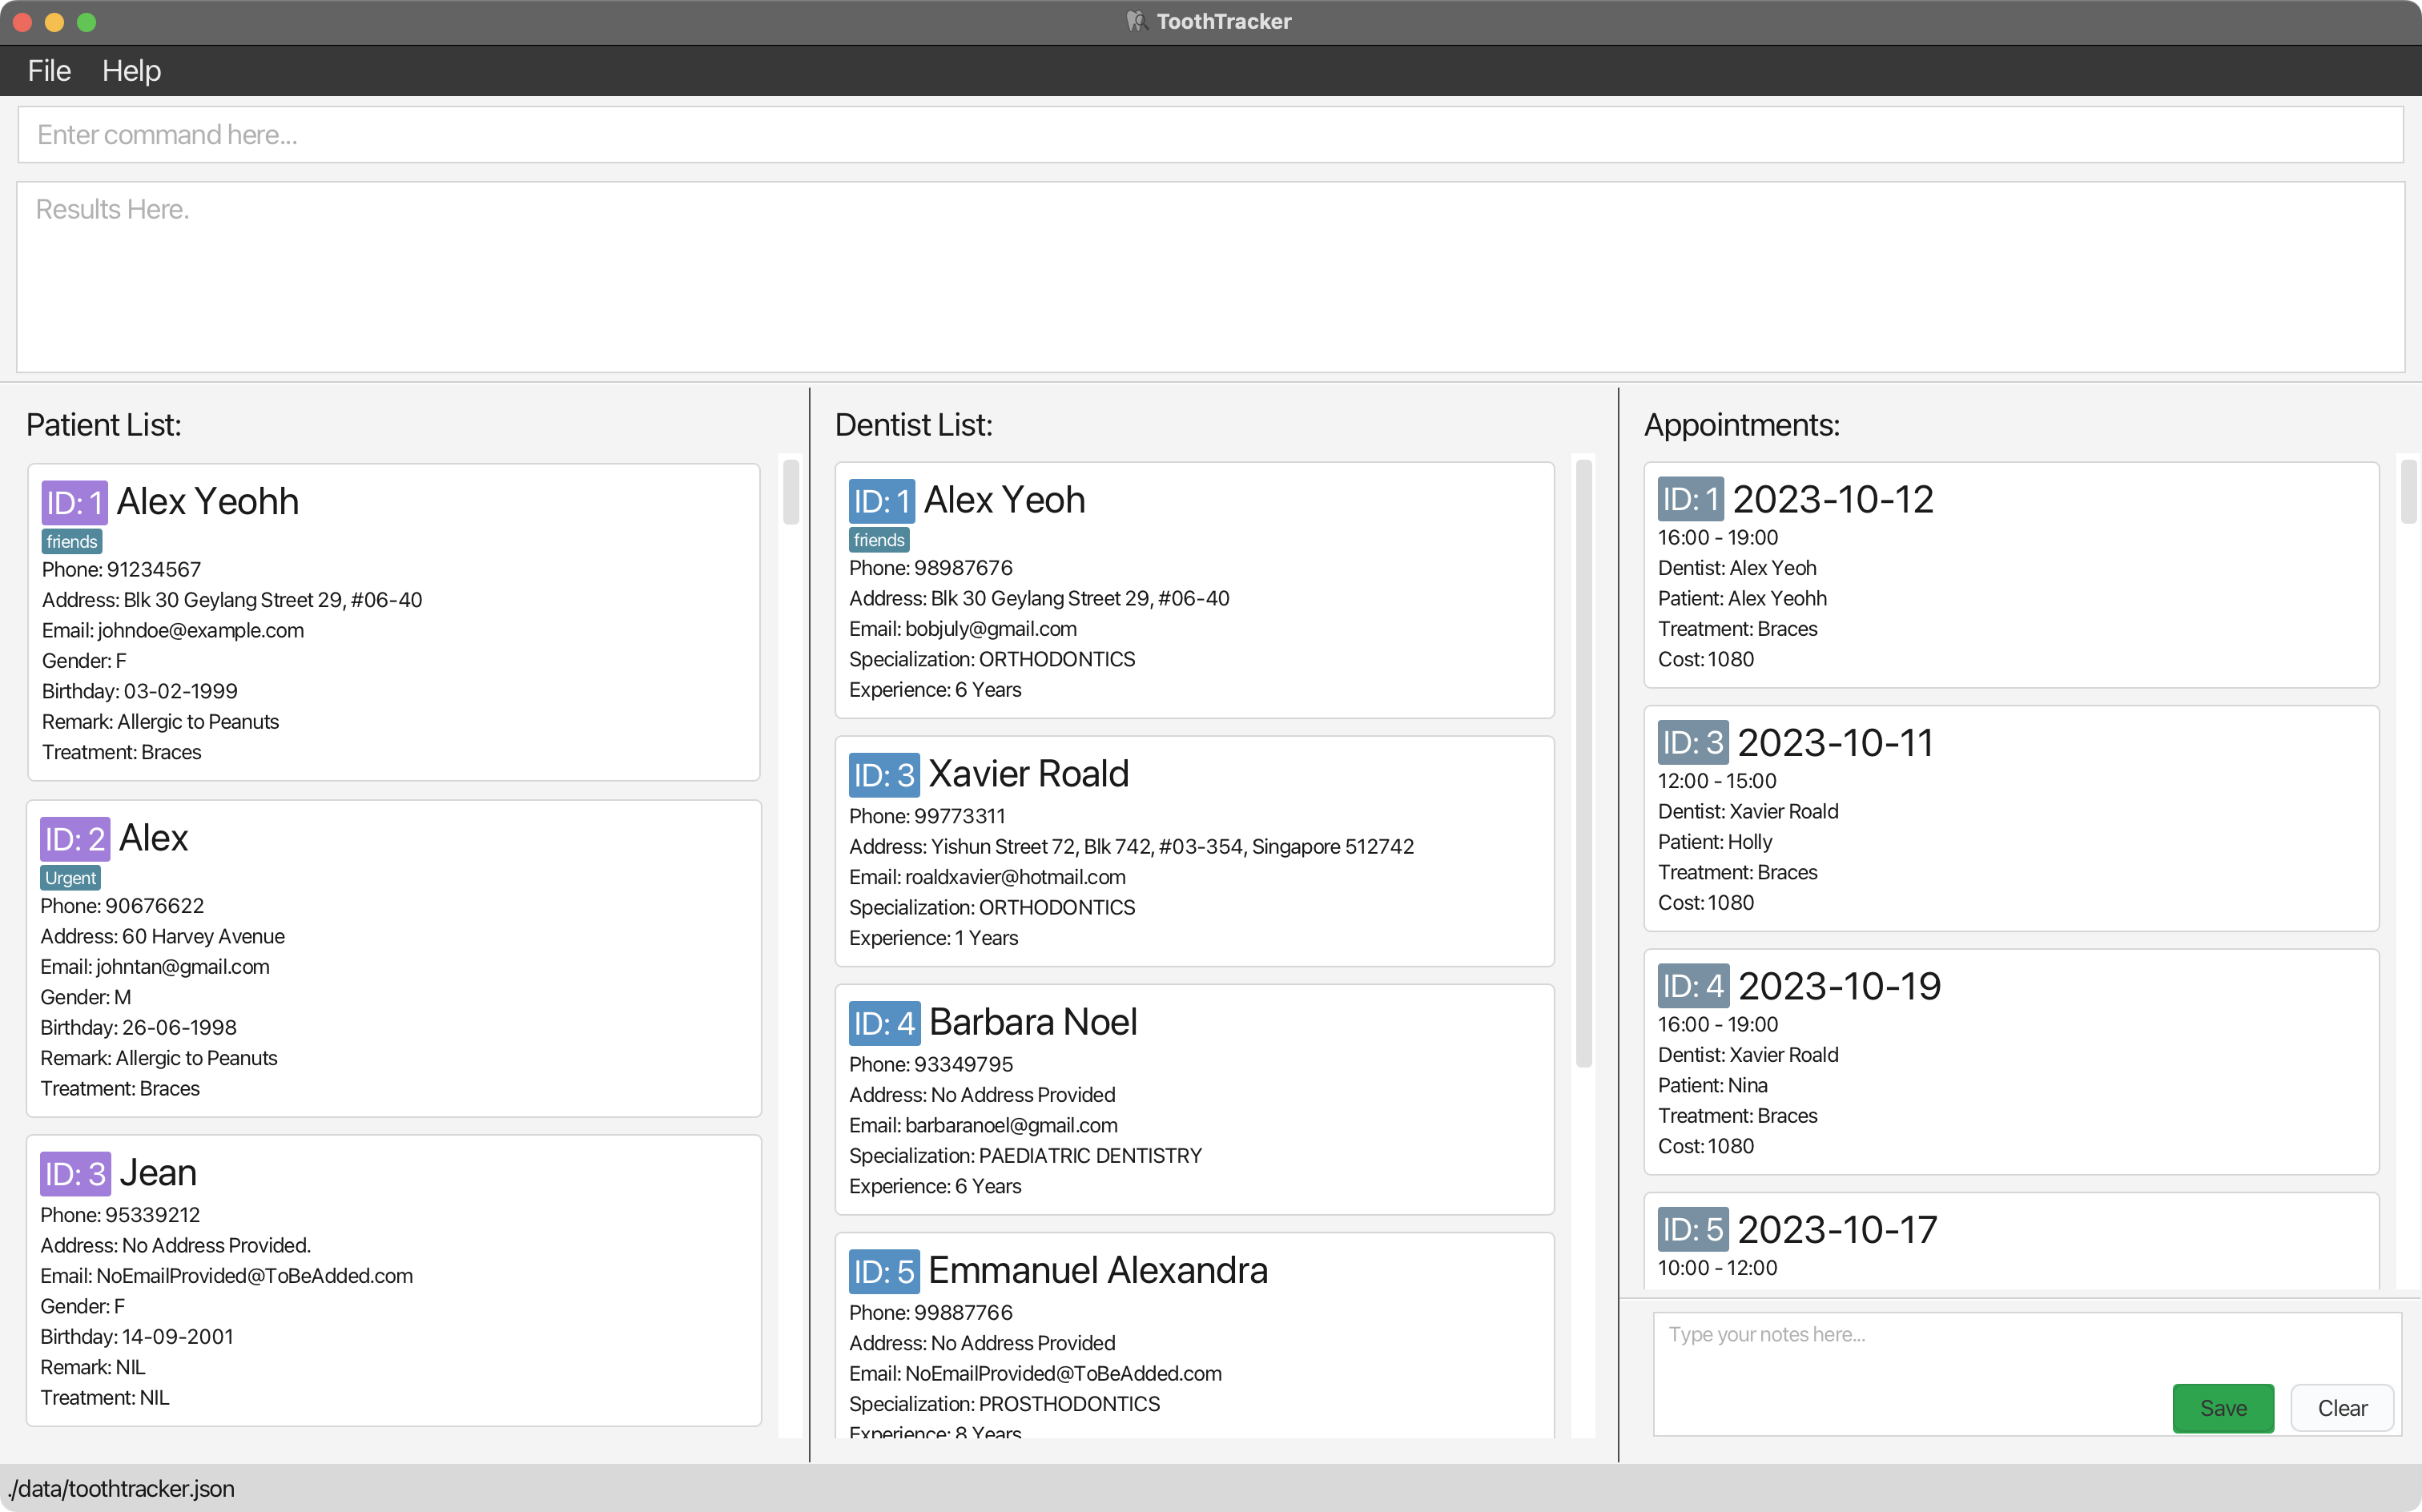 ToothTracker
File Help
Enter command here...
Results Here.
Patient List:
ID: 1 Alex Yeohh
friends
Phone: 91234567
Address: Blk 30 Geylang Street 29, #06-40
Email: johndoe@example.com
Gender: F
Birthday: 03-02-1999
Remark: Allergic to Peanuts
Treatment: Braces
ID: 2 Alex
Urgent
Phone: 90676622
Address: 60 Harvey Avenue
Email: johntan@gmail.com
Gender: M
Birthday: 26-06-1998
Remark: Allergic to Peanuts
Treatment: Braces
ID: 3 Jean
Phone: 95339212
Address: No Address Provided.
Email: NoEmailProvided@ToBeAdded.com
Gender: F
Birthday: 14-09-2001
Remark: NIL
Treatment: NIL
Dentist List:
ID: 1 Alex Yeoh
friends
Phone: 98987676
Address: Blk 30 Geylang Street 29, #06-40
Email: bobjuly@gmail.com
Specialization: ORTHODONTICS
Experience: 6 Years
ID: 3 Xavier Roald
Phone: 99773311
Address: Yishun Street 72, Blk 742, #03-354, Singapore 512742
Email: roaldxavier@hotmail.com
Specialization: ORTHODONTICS
Experience: 1 Years
ID: 4 Barbara Noel
Phone: 93349795
Address: No Address Provided
Email: barbaranoel@gmail.com
Specialization: PAEDIATRIC DENTISTRY
Experience: 6 Years
ID: 5 Emmanuel Alexandra
Phone: 99887766
Address: No Address Provided
Email: NoEmailProvided@ToBeAdded.com
Specialization: PROSTHODONTICS
Experience: 8 Years
Appointments:
ID: 1 2023-10-12
16:00 - 19:00
Dentist: Alex Yeoh
Patient: Alex Yeohh
Treatment: Braces
Cost: 1080
ID: 3 2023-10-11
12:00 - 15:00
Dentist: Xavier Roald
Patient: Holly
Treatment: Braces
Cost: 1080
ID: 4 2023-10-19
16:00 - 19:00
Dentist: Xavier Roald
Patient: Nina
Treatment: Braces
Cost: 1080
ID: 5 2023-10-17
10:00 - 12:00
Type your notes here...
Save Clear
./data/toothtracker.json